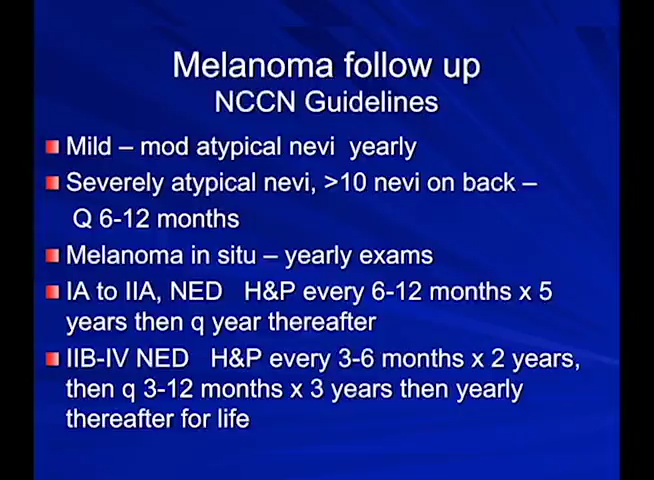 Melanoma follow up
NCCN Guidelines
Mild – mod atypical nevi yearly
Severely atypical nevi, >10 nevi on back –
Q 6-12 months
Melanoma in situ – yearly exams
IA to IIA, NED H&P every 6-12 months x 5
years then q year thereafter
IIB-IV NED H&P every 3-6 months x 2 years,
then q 3-12 months x 3 years then yearly
thereafter for life